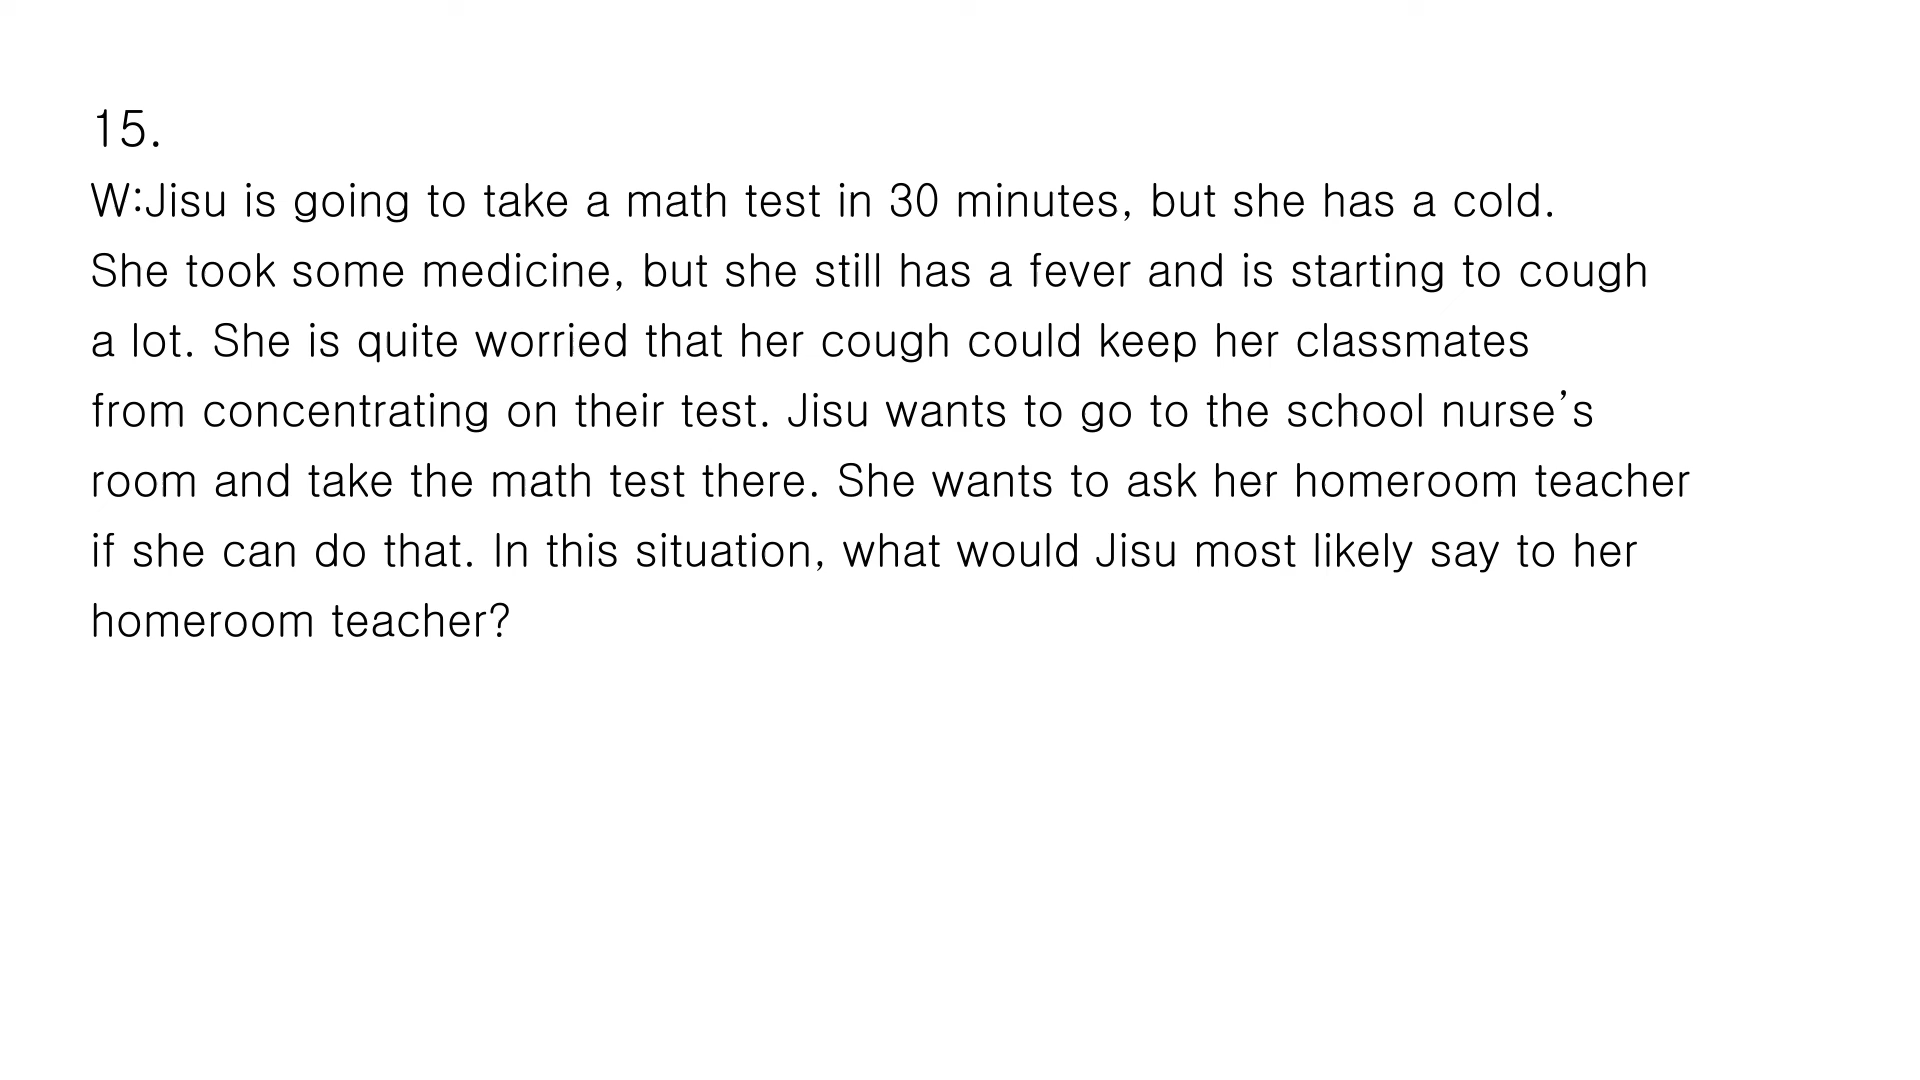 15.
W:Jisu is going to take a math test in 30 minutes, but she has a cold.
She took some medicine, but she still has a fever and is starting to cough
a lot. She is quite worried that her cough could keep her classmates
from concentrating on their test. Jisu wants to go to the school nurse’s
room and take the math test there. She wants to ask her homeroom teacher
if she can do that. In this situation, what would Jisu most likely say to her
homeroom teacher?